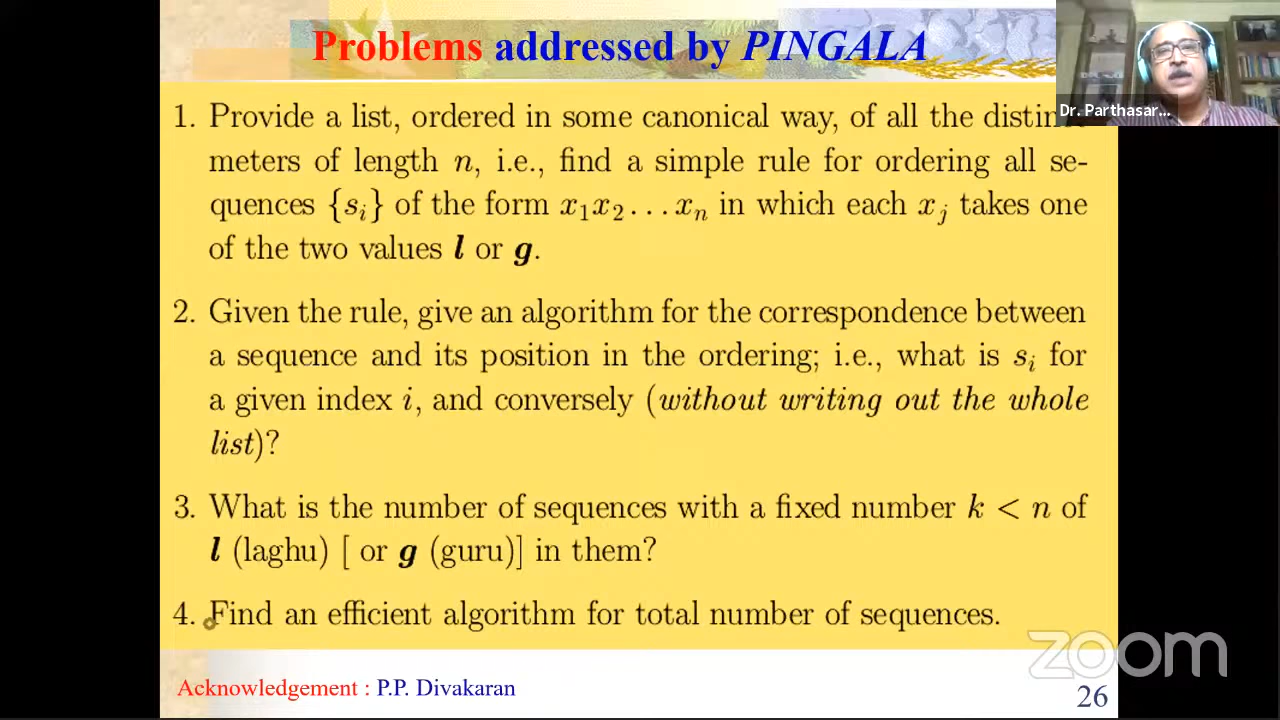 Problems addressed by PINGALA
Dr. Parthasar...
1. Provide a list, ordered in some canonical way, of all the
meters of length n, i.e., find a simple rule for ordering all se-
quences {s_i} of the form x_1x_2...x_n in which each x_j takes one
of the two values l or g.
2. Given the rule, give an algorithm for the correspondence between
a sequence and its position in the ordering; i.e., what is s_i for
a given index i, and conversely (without writing out the whole
list)?
3. What is the number of sequences with a fixed number k < n of
l (laghu) [ or g (guru)] in them?
4. Find an efficient algorithm for total number of sequences.
zoom
Acknowledgement : P.P. Divakaran
26